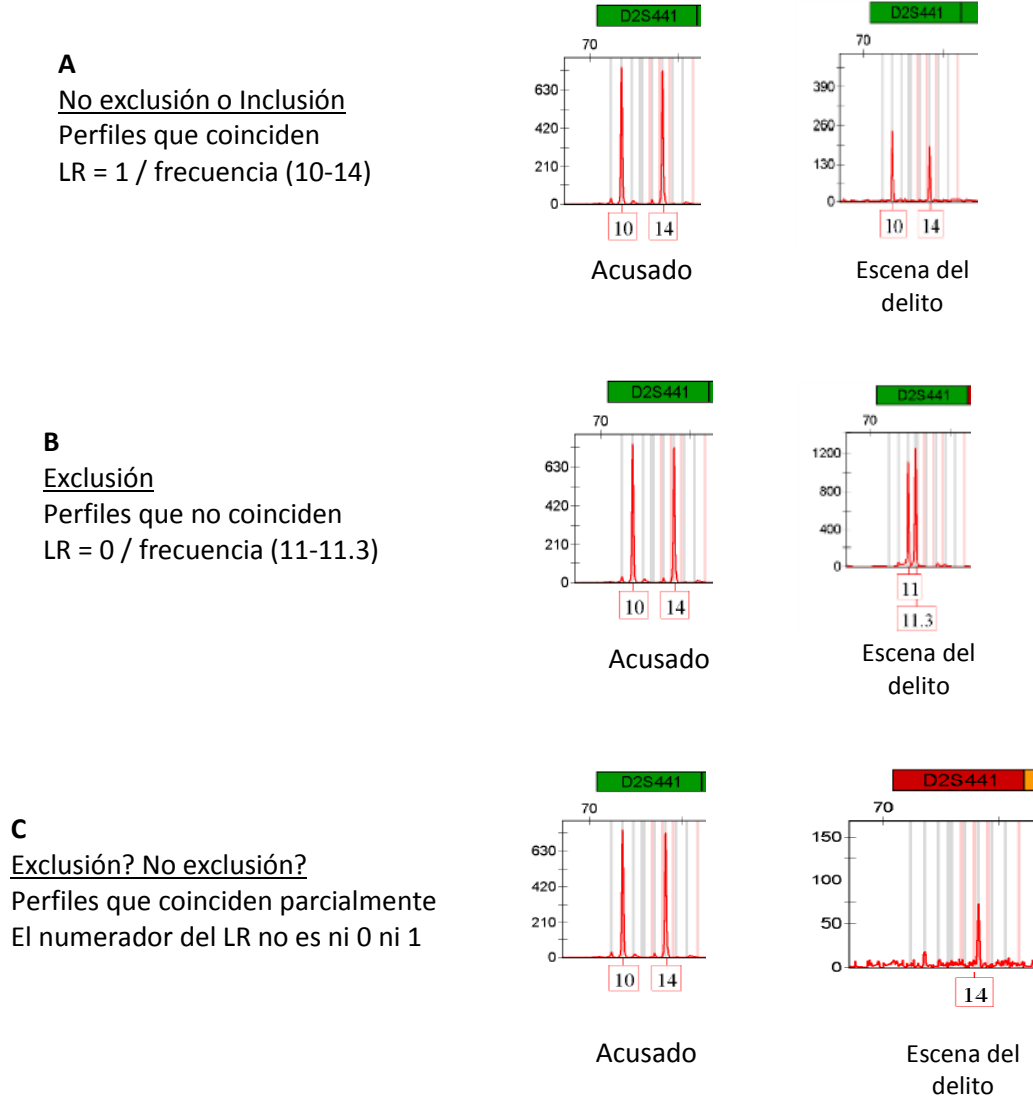 A
No exclusión o Inclusión
Perfiles que coinciden
LR = 1 / frecuencia (10-14)
D2S441
70
630
420
210
0
10
14
Acusado
D2S441
70
390
260
130
0
10
14
Escena del
delito
B
Exclusión
Perfiles que no coinciden
LR = 0 / frecuencia (11-11.3)
D2S441
70
630
420
210
0
10
14
Acusado
D2S441
70
1200
800
400
0
11
11.3
Escena del
delito
C
Exclusión? No exclusión?
Perfiles que coinciden parcialmente
El numerador del LR no es ni 0 ni 1
D2S441
70
630
420
210
0
10
14
Acusado
D2S441
70
150
100
50
0
14
Escena del
delito